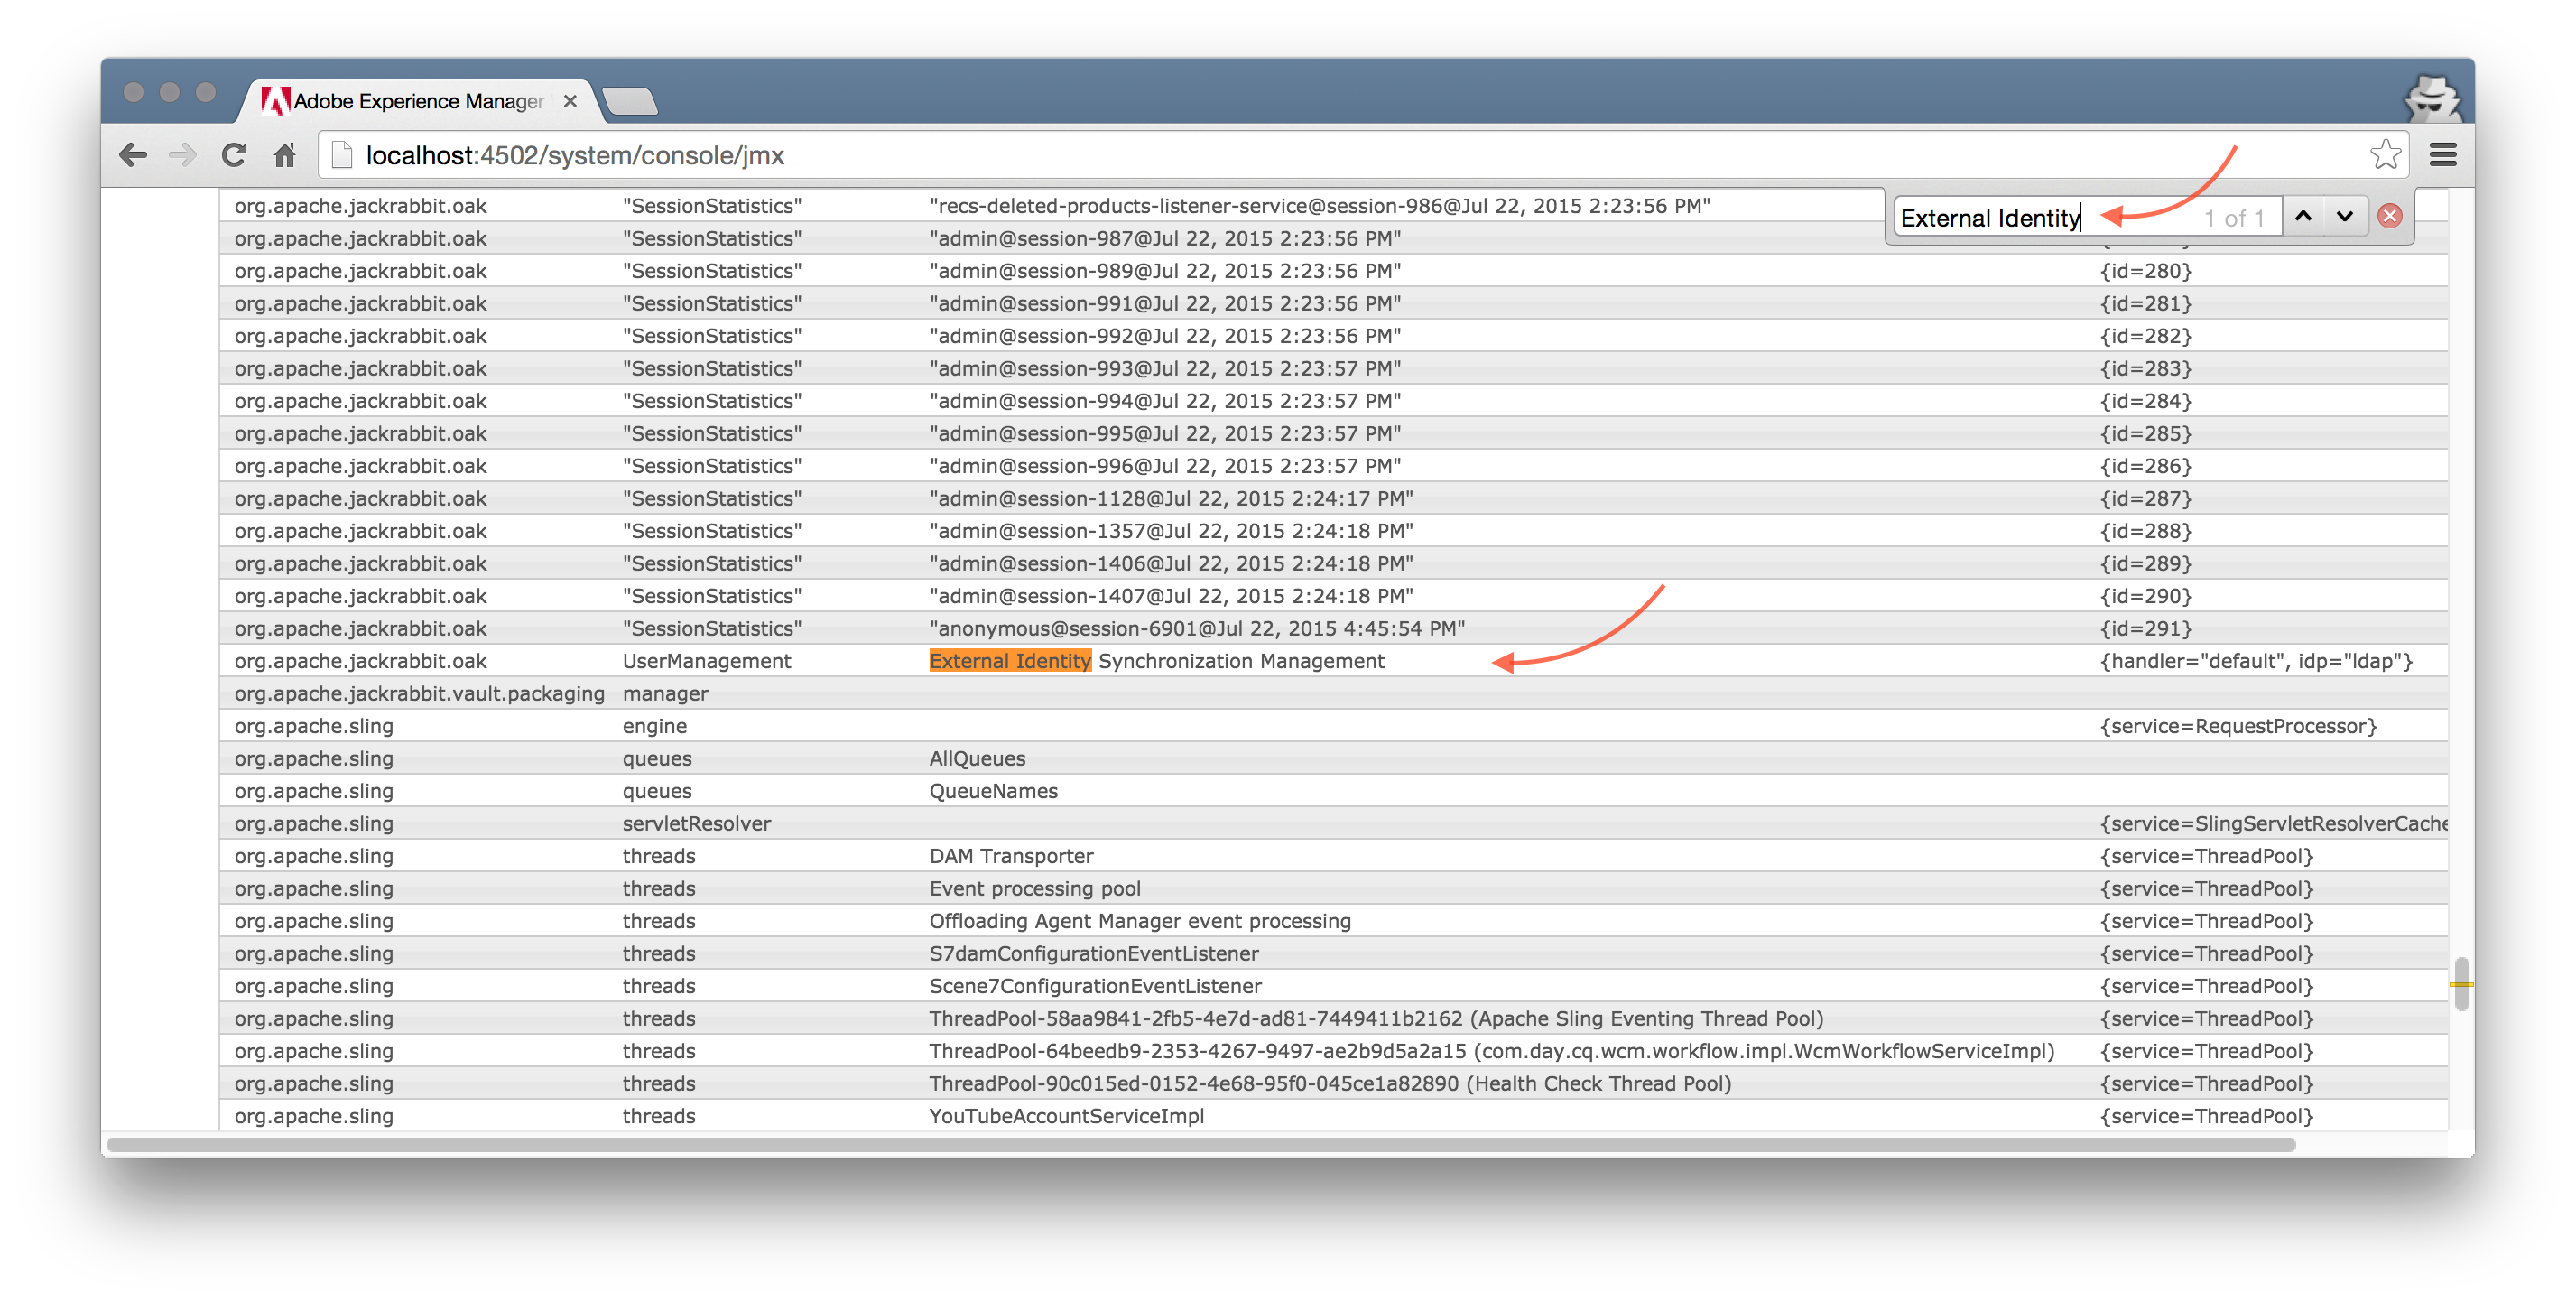 Adobe Experience Manager
localhost:4502/system/console/jmx
External Identity 1 of 1
org.apache.jackrabbit.oak "SessionStatistics" "recs-deleted-products-listener-service@session-986@Jul 22, 2015 2:23:56 PM"
org.apache.jackrabbit.oak "SessionStatistics" "admin@session-987@Jul 22, 2015 2:23:56 PM"
org.apache.jackrabbit.oak "SessionStatistics" "admin@session-989@Jul 22, 2015 2:23:56 PM" {id=280}
org.apache.jackrabbit.oak "SessionStatistics" "admin@session-991@Jul 22, 2015 2:23:56 PM" {id=281}
org.apache.jackrabbit.oak "SessionStatistics" "admin@session-992@Jul 22, 2015 2:23:56 PM" {id=282}
org.apache.jackrabbit.oak "SessionStatistics" "admin@session-993@Jul 22, 2015 2:23:57 PM" {id=283}
org.apache.jackrabbit.oak "SessionStatistics" "admin@session-994@Jul 22, 2015 2:23:57 PM" {id=284}
org.apache.jackrabbit.oak "SessionStatistics" "admin@session-995@Jul 22, 2015 2:23:57 PM" {id=285}
org.apache.jackrabbit.oak "SessionStatistics" "admin@session-996@Jul 22, 2015 2:23:57 PM" {id=286}
org.apache.jackrabbit.oak "SessionStatistics" "admin@session-1128@Jul 22, 2015 2:24:17 PM" {id=287}
org.apache.jackrabbit.oak "SessionStatistics" "admin@session-1357@Jul 22, 2015 2:24:18 PM" {id=288}
org.apache.jackrabbit.oak "SessionStatistics" "admin@session-1406@Jul 22, 2015 2:24:18 PM" {id=289}
org.apache.jackrabbit.oak "SessionStatistics" "admin@session-1407@Jul 22, 2015 2:24:18 PM" {id=290}
org.apache.jackrabbit.oak "SessionStatistics" "anonymous@session-6901@Jul 22, 2015 4:45:54 PM" {id=291}
org.apache.jackrabbit.oak UserManagement External Identity Synchronization Management {handler="default", idp="ldap"}
org.apache.jackrabbit.vault.packaging manager
org.apache.sling engine {service=RequestProcessor}
org.apache.sling queues AllQueues
org.apache.sling queues QueueNames
org.apache.sling servletResolver {service=SlingServletResolverCache
org.apache.sling threads DAM Transporter {service=ThreadPool}
org.apache.sling threads Event processing pool {service=ThreadPool}
org.apache.sling threads Offloading Agent Manager event processing {service=ThreadPool}
org.apache.sling threads S7damConfigurationEventListener {service=ThreadPool}
org.apache.sling threads Scene7ConfigurationEventListener {service=ThreadPool}
org.apache.sling threads ThreadPool-58aa9841-2fb5-4e7d-ad81-7449411b2162 (Apache Sling Eventing Thread Pool) {service=ThreadPool}
org.apache.sling threads ThreadPool-64beedb9-2353-4267-9497-ae2b9d5a2a15 (com.day.cq.wcm.workflow.impl.WcmWorkflowServiceImpl) {service=ThreadPool}
org.apache.sling threads ThreadPool-90c015ed-0152-4e68-95f0-045ce1a82890 (Health Check Thread Pool) {service=ThreadPool}
org.apache.sling threads YouTubeAccountServiceImpl {service=ThreadPool}